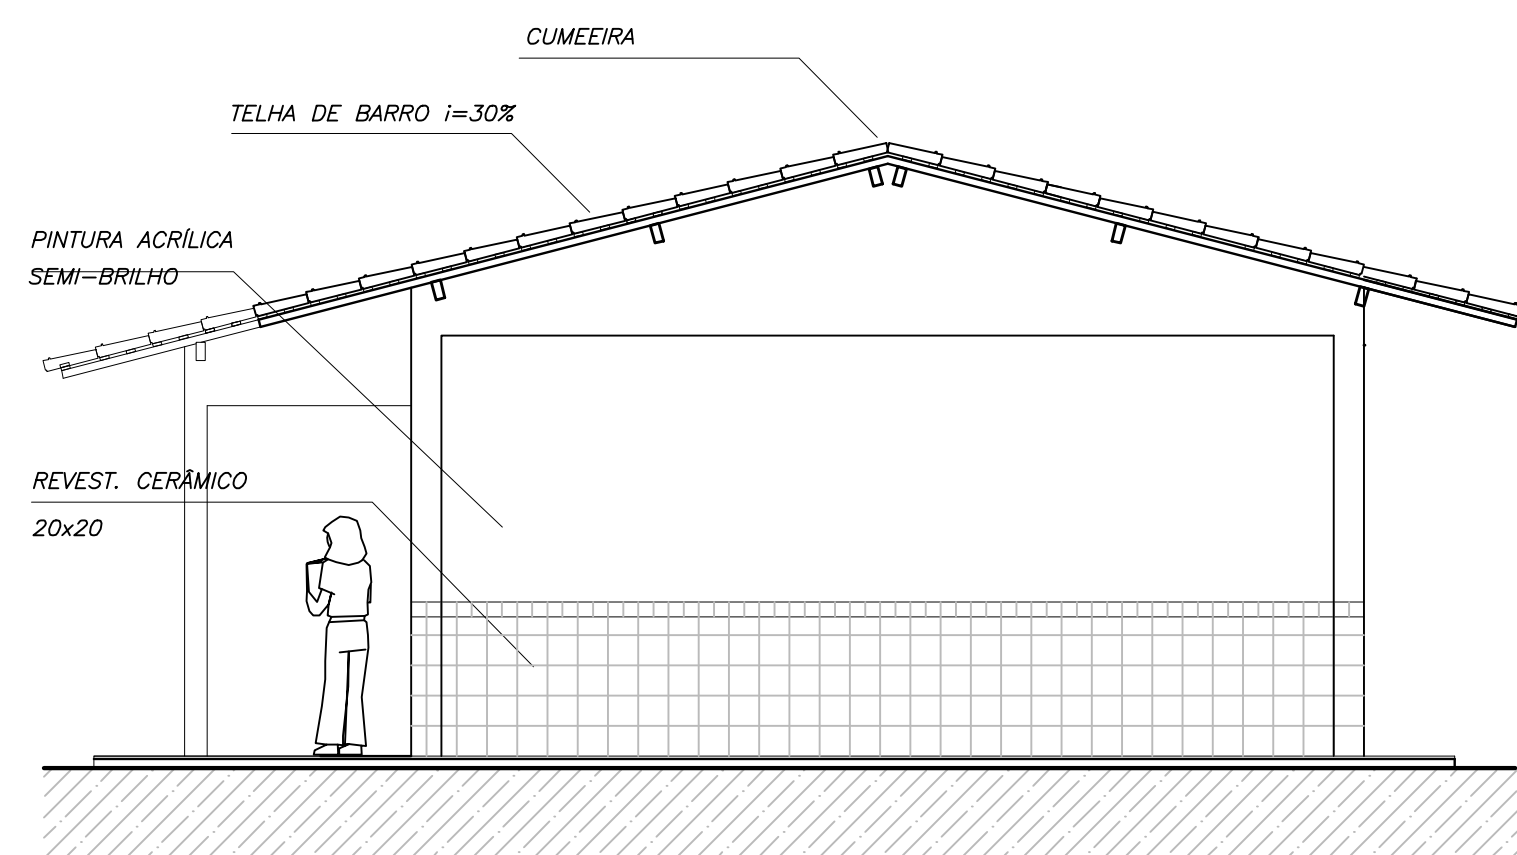 CUMEEIRA
TELHA DE BARRO i=30%
PINTURA ACRÍLICA
SEMI-BRILHO
REVEST. CERÂMICO
20x20